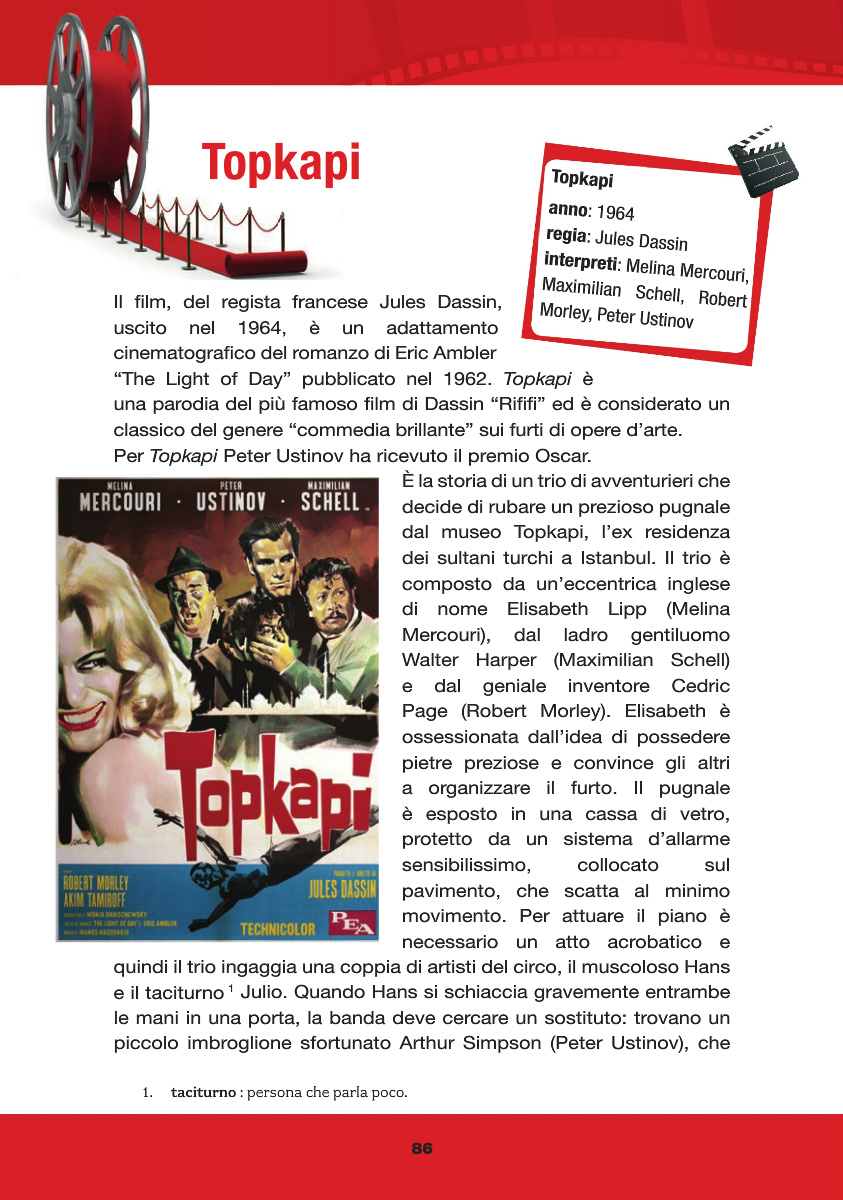 Topkapi
Topkapi
anno: 1964
regia: Jules Dassin
interpreti: Melina Mercouri,
Maximilian Schell, Robert
Morley, Peter Ustinov
Il film, del regista francese Jules Dassin,
uscito nel 1964, è un adattamento
cinematografico del romanzo di Eric Ambler
“The Light of Day” pubblicato nel 1962. Topkapi è
una parodia del più famoso film di Dassin “Rififi” ed è considerato un
classico del genere “commedia brillante” sui furti di opere d’arte.
Per Topkapi Peter Ustinov ha ricevuto il premio Oscar.
È la storia di un trio di avventurieri che
decide di rubare un prezioso pugnale
dal museo Topkapi, l’ex residenza
dei sultani turchi a Istanbul. Il trio è
composto da un’eccentrica inglese
di nome Elisabeth Lipp (Melina
Mercouri), dal ladro gentiluomo
Walter Harper (Maximilian Schell)
e dal geniale inventore Cedric
Page (Robert Morley). Elisabeth è
ossessionata dall’idea di possedere
pietre preziose e convince gli altri
a organizzare il furto. Il pugnale
è esposto in una cassa di vetro,
protetto da un sistema d’allarme
sensibilissimo, collocato sul
pavimento, che scatta al minimo
movimento. Per attuare il piano è
necessario un atto acrobatico e
quindi il trio ingaggia una coppia di artisti del circo, il muscoloso Hans
e il taciturno 1 Julio. Quando Hans si schiaccia gravemente entrambe
le mani in una porta, la banda deve cercare un sostituto: trovano un
piccolo imbroglione sfortunato Arthur Simpson (Peter Ustinov), che
MELINA MERCOURI · PETER USTINOV · MAXIMILIAN SCHELL
Topkapi
ROBERT MORLEY
AKIM TAMIROFF
JULES DASSIN
TECHNICOLOR
PEA
1. taciturno : persona che parla poco.
86